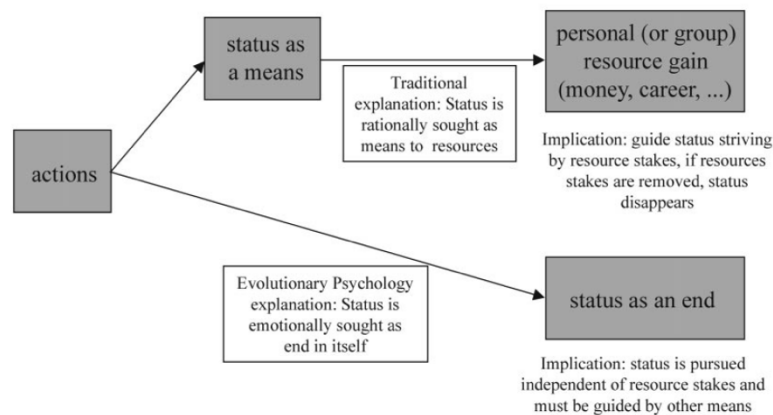 status as
a means
personal (or group)
resource gain
(money, career, ...)
Traditional
explanation: Status is
rationally sought as
means to resources
Implication: guide status striving
by resource stakes, if resources
stakes are removed, status
disappears
actions
Evolutionary Psychology
explanation: Status is
emotionally sought as
end in itself
status as an end
Implication: status is pursued
independent of resource stakes and
must be guided by other means